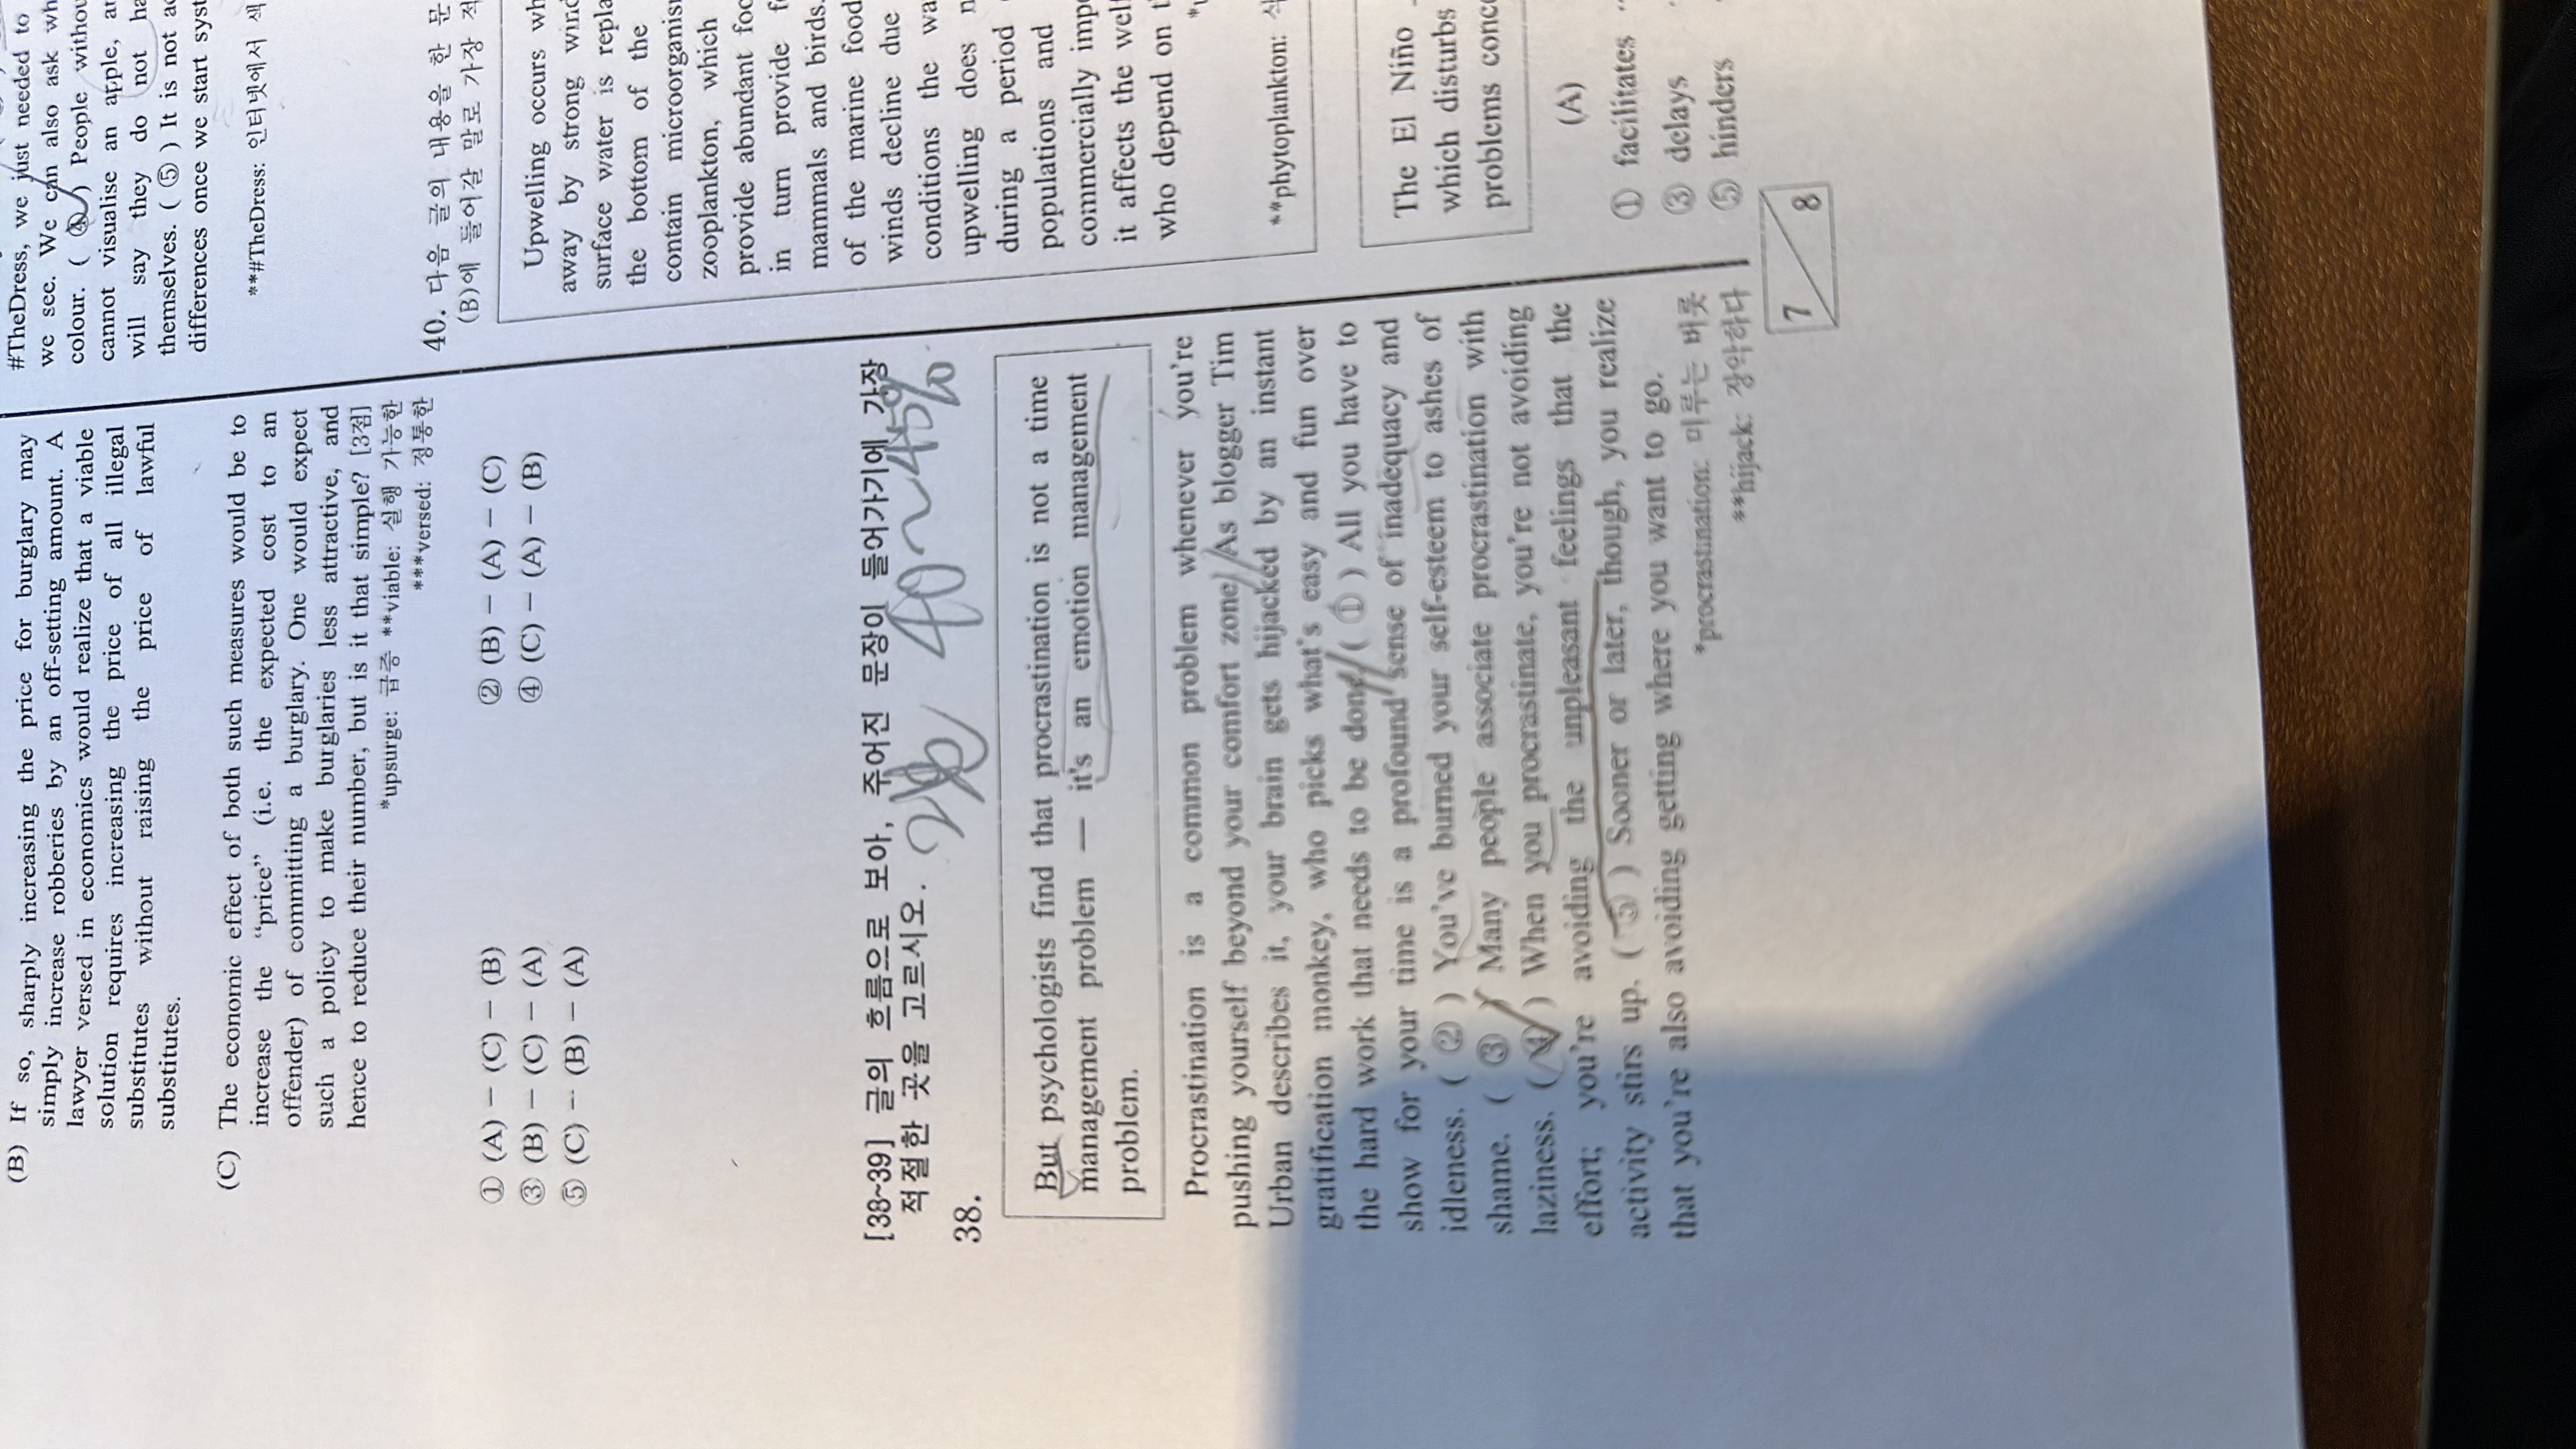 (B) If so, sharply increasing the price for burglary may
simply increase robberies by an off-setting amount. A
lawyer versed in economics would realize that a viable
solution requires increasing the price of all illegal
substitutes without raising the price of lawful
substitutes.
(C) The economic effect of both such measures would be to
increase the “price” (i.e. the expected cost to an
offender) of committing a burglary. One would expect
such a policy to make burglaries less attractive, and
hence to reduce their number, but is it that simple? [3점]
*upsurge: 급증 **viable: 실행 가능한
***versed: 정통한
① (A) − (C) − (B) ② (B) − (A) − (C)
③ (B) − (C) − (A) ④ (C) − (A) − (B)
⑤ (C) − (B) − (A)
[38~39] 글의 흐름으로 보아, 주어진 문장이 들어가기에 가장
적절한 곳을 고르시오. 40~45%
38.
But psychologists find that procrastination is not a time
management problem — it's an emotion management
problem.
Procrastination is a common problem whenever you're
pushing yourself beyond your comfort zone. As blogger Tim
Urban describes it, your brain gets hijacked by an instant
gratification monkey, who picks what's easy and fun over
the hard work that needs to be done. ( ① ) All you have to
show for your time is a profound sense of inadequacy and
idleness. ( ② ) You've burned your self-esteem to ashes of
shame. ( ③ ) Many people associate procrastination with
laziness. ( ④ ) When you procrastinate, you're not avoiding
effort; you're avoiding the unpleasant feelings that the
activity stirs up. ( ⑤ ) Sooner or later, though, you realize
that you're also avoiding getting where you want to go.
*procrastination: 미루는 버릇
**hijack: 장악하다
#TheDress, we just needed to
we see. We can also ask wh
colour. ( ④ ) People withou
cannot visualise an apple, an
will say they do not ha
themselves. ( ⑤ ) It is not ac
differences once we start syst
**#TheDress: 인터넷에서 색
40. 다음 글의 내용을 한 문
(B)에 들어갈 말로 가장 적
Upwelling occurs wh
away by strong wind
surface water is repla
the bottom of the
contain microorganism
zooplankton, which
provide abundant foo
in turn provide f
mammals and birds.
of the marine food
winds decline due
conditions the wa
upwelling does n
during a period
populations and
commercially impo
it affects the well
who depend on t
**phytoplankton: 식
The El Niño
which disturbs
problems conce
(A)
① facilitates
③ delays
⑤ hinders
7 8